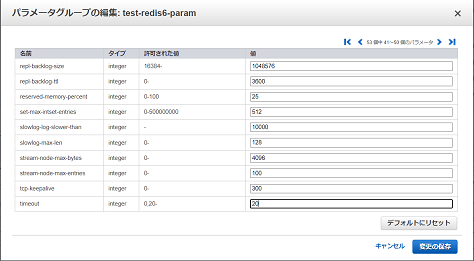 パラメータグループの編集: test-redis6-param ×
53 個中 41~50 個のパラメータ
名前 タイプ 許可された値 値
repl-backlog-size integer 16384- 1048576
repl-backlog-ttl integer 0- 3600
reserved-memory-percent integer 0-100 25
set-max-intset-entries integer 0-500000000 512
slowlog-log-slower-than integer - 10000
slowlog-max-len integer 0- 128
stream-node-max-bytes integer 0- 4096
stream-node-max-entries integer 0- 100
tcp-keepalive integer 0- 300
timeout integer 0,20- 20
デフォルトにリセット
キャンセル 変更の保存